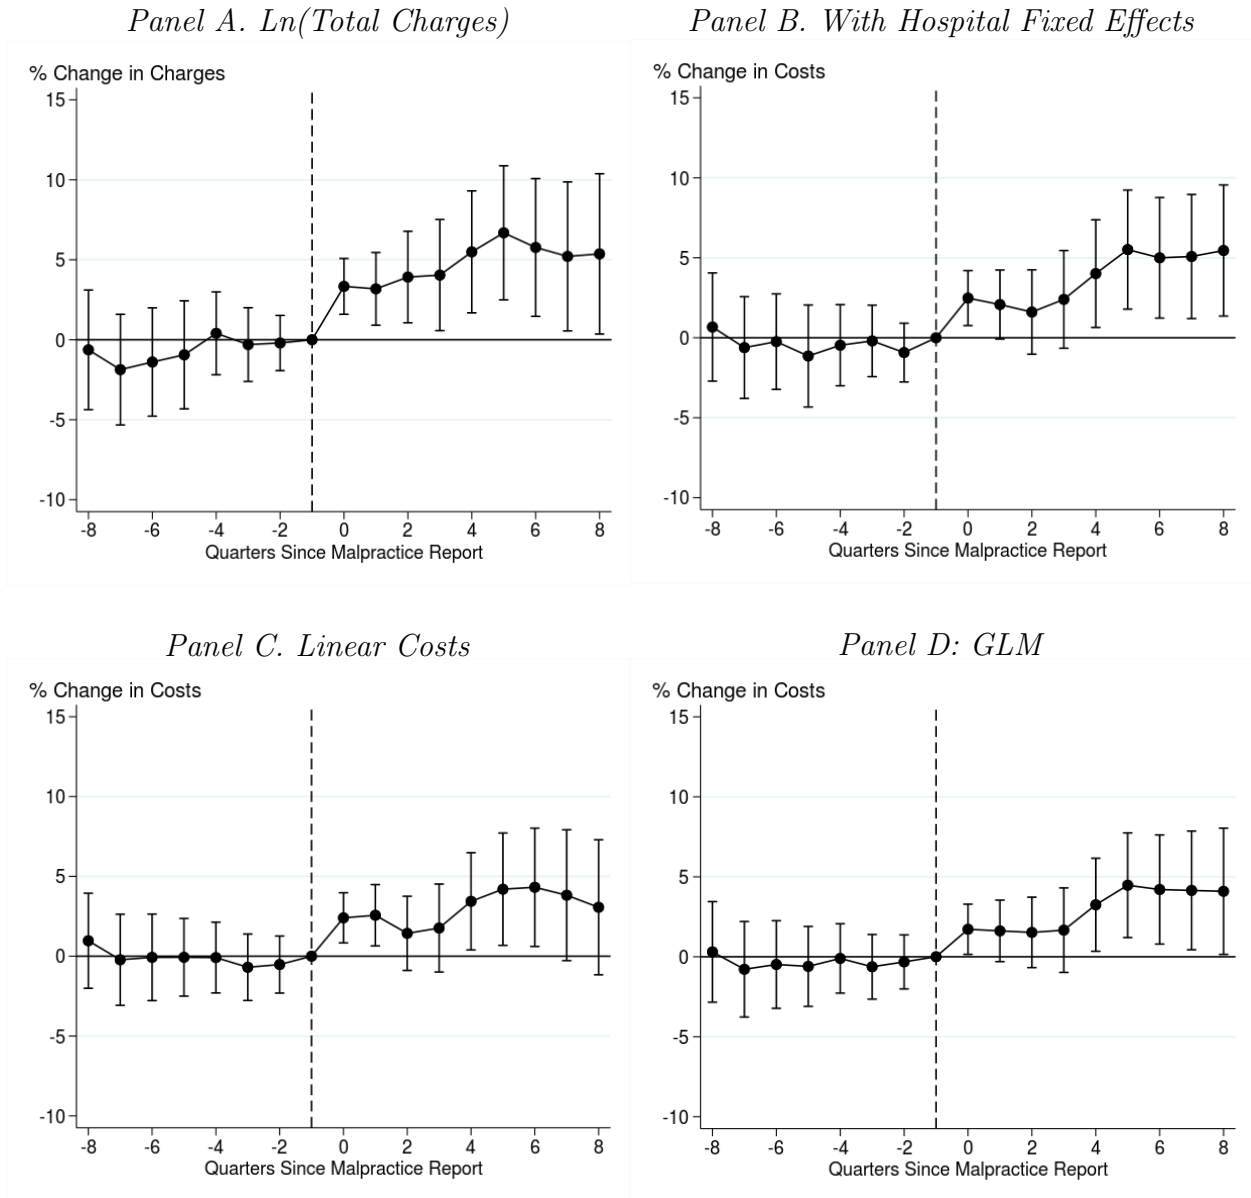 Panel A. Ln(Total Charges)
% Change in Charges
15
10
5
0
-5
-10
-8 -6 -4 -2 0 2 4 6 8
Quarters Since Malpractice Report
Panel B. With Hospital Fixed Effects
% Change in Costs
15
10
5
0
-5
-10
-8 -6 -4 -2 0 2 4 6 8
Quarters Since Malpractice Report
Panel C. Linear Costs
% Change in Costs
15
10
5
0
-5
-10
-8 -6 -4 -2 0 2 4 6 8
Quarters Since Malpractice Report
Panel D: GLM
% Change in Costs
15
10
5
0
-5
-10
-8 -6 -4 -2 0 2 4 6 8
Quarters Since Malpractice Report